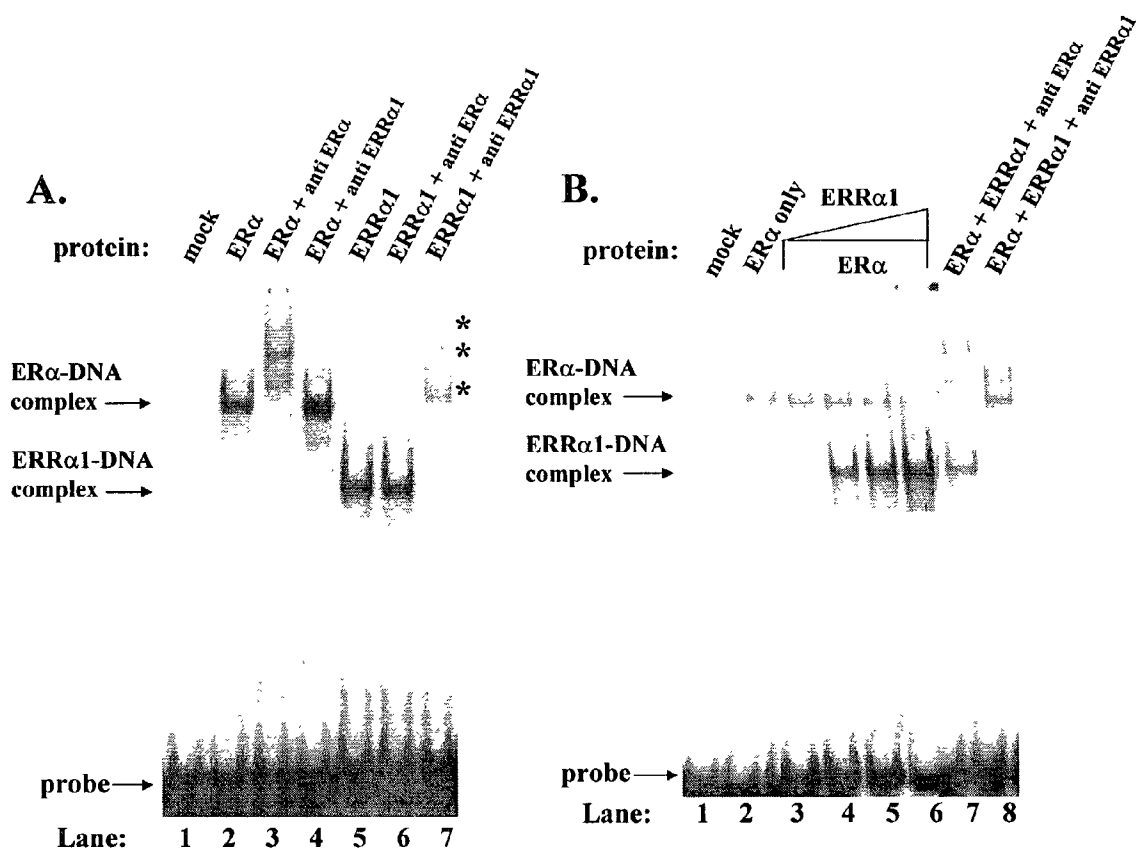 A.
protein:
mock
ERα
ERα + anti ERα
ERα + anti ERRα1
ERRα1
ERRα1 + anti ERα
ERRα1 + anti ERRα1
*
*
*
ERα-DNA
complex
ERRα1-DNA
complex
probe
Lane: 1 2 3 4 5 6 7
B.
protein:
mock
ERα only
ERRα1
ERα
ERα + ERRα1 + anti ERα
ERα + ERRα1 + anti ERRα1
ERα-DNA
complex
ERRα1-DNA
complex
probe
Lane: 1 2 3 4 5 6 7 8